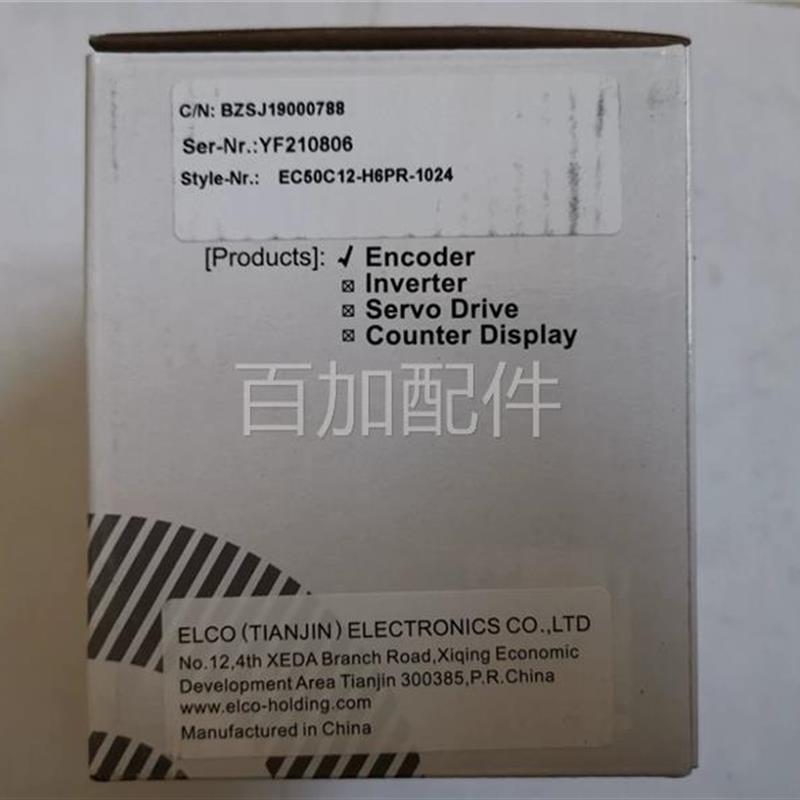 C/N: BZSJ19000788
Ser-Nr.:YF210806
Style-Nr.: EC50C12-H6PR-1024
[Products]: ✓ Encoder
☒ Inverter
☒ Servo Drive
☒ Counter Display
百加配件
ELCO (TIANJIN) ELECTRONICS CO.,LTD
No.12,4th XEDA Branch Road,Xiqing Economic
Development Area Tianjin 300385,P.R.China
www.elco-holding.com
Manufactured in China